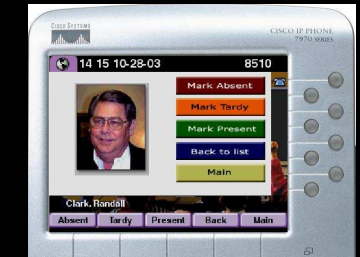 CISCO SYSTEMS
CISCO IP PHONE
7970 SERIES
14 15 10-28-03
8510
Mark Absent
Mark Tardy
Mark Present
Back to list
Main
Clark, Randall
Absent
Tardy
Present
Back
Main